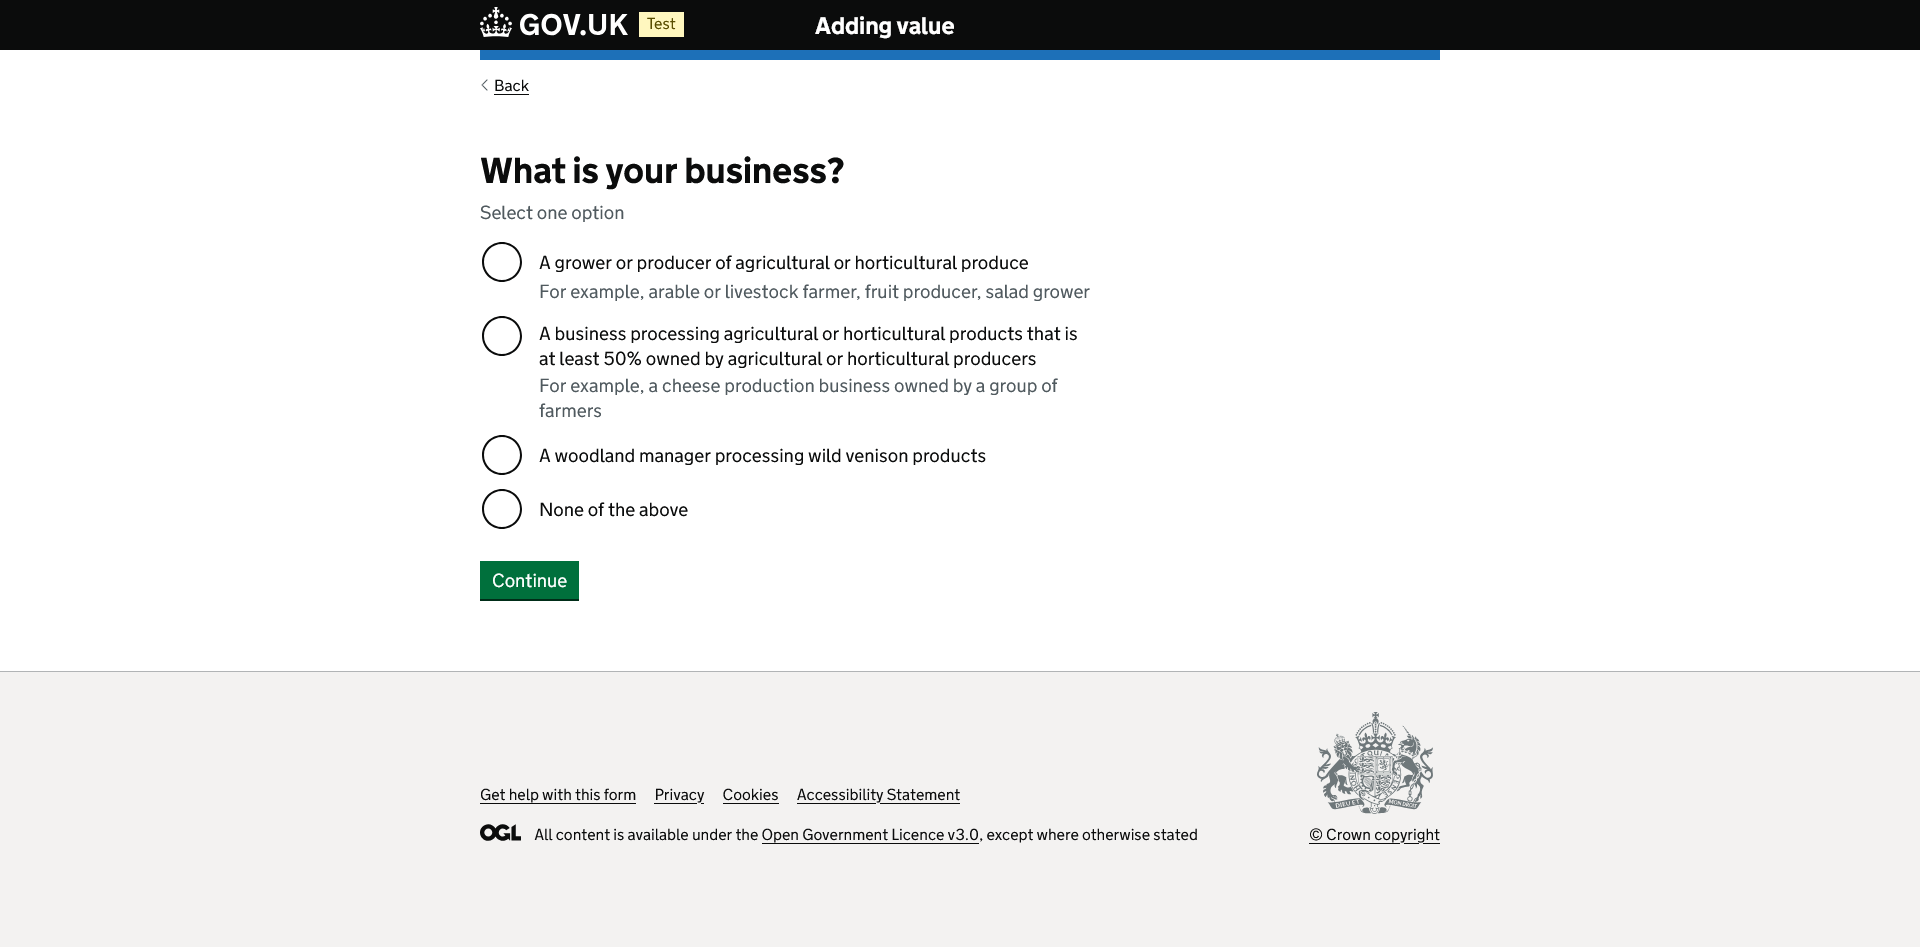 GOV.UK Test Adding value
Back
What is your business?
Select one option
A grower or producer of agricultural or horticultural produce
For example, arable or livestock farmer, fruit producer, salad grower
A business processing agricultural or horticultural products that is
at least 50% owned by agricultural or horticultural producers
For example, a cheese production business owned by a group of
farmers
A woodland manager processing wild venison products
None of the above
Continue
Get help with this form Privacy Cookies Accessibility Statement
OGL All content is available under the Open Government Licence v3.0, except where otherwise stated
DIEU ET MON DROIT
© Crown copyright